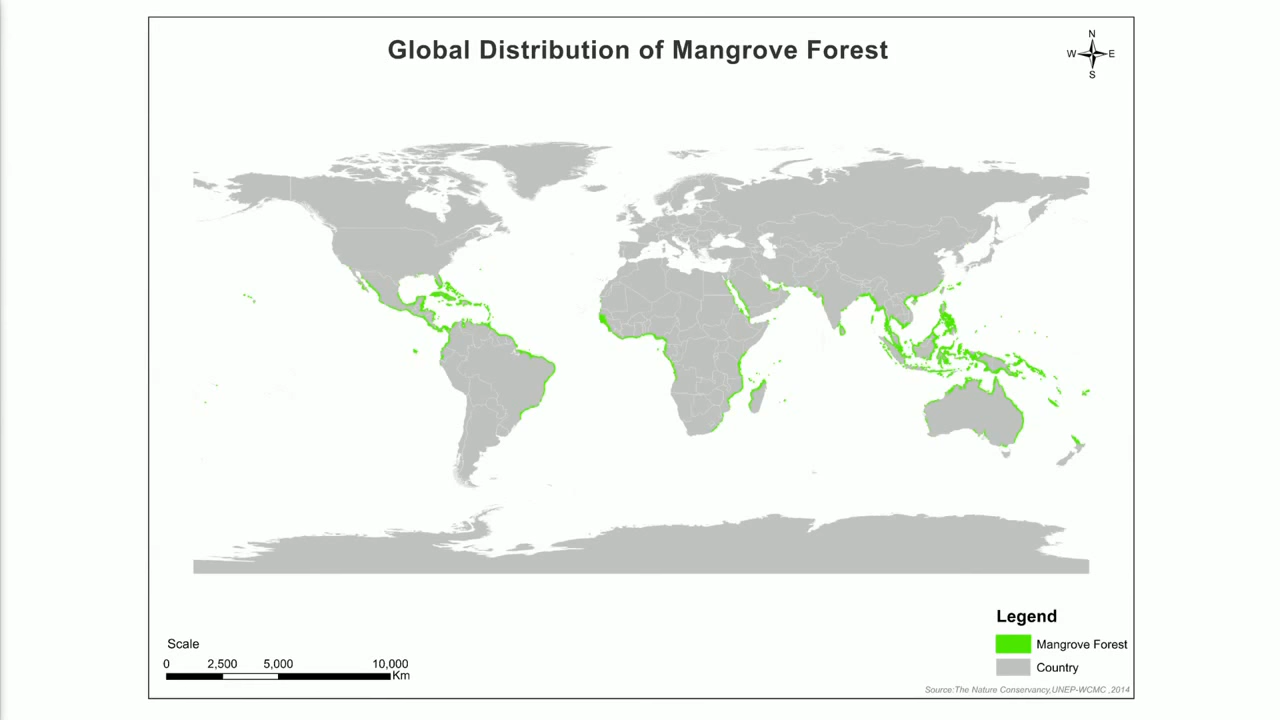 Global Distribution of Mangrove Forest
N
W E
S
Legend
Mangrove Forest
Country
Scale
0 2,500 5,000 10,000
Km
Source:The Nature Conservancy,UNEP-WCMC ,2014